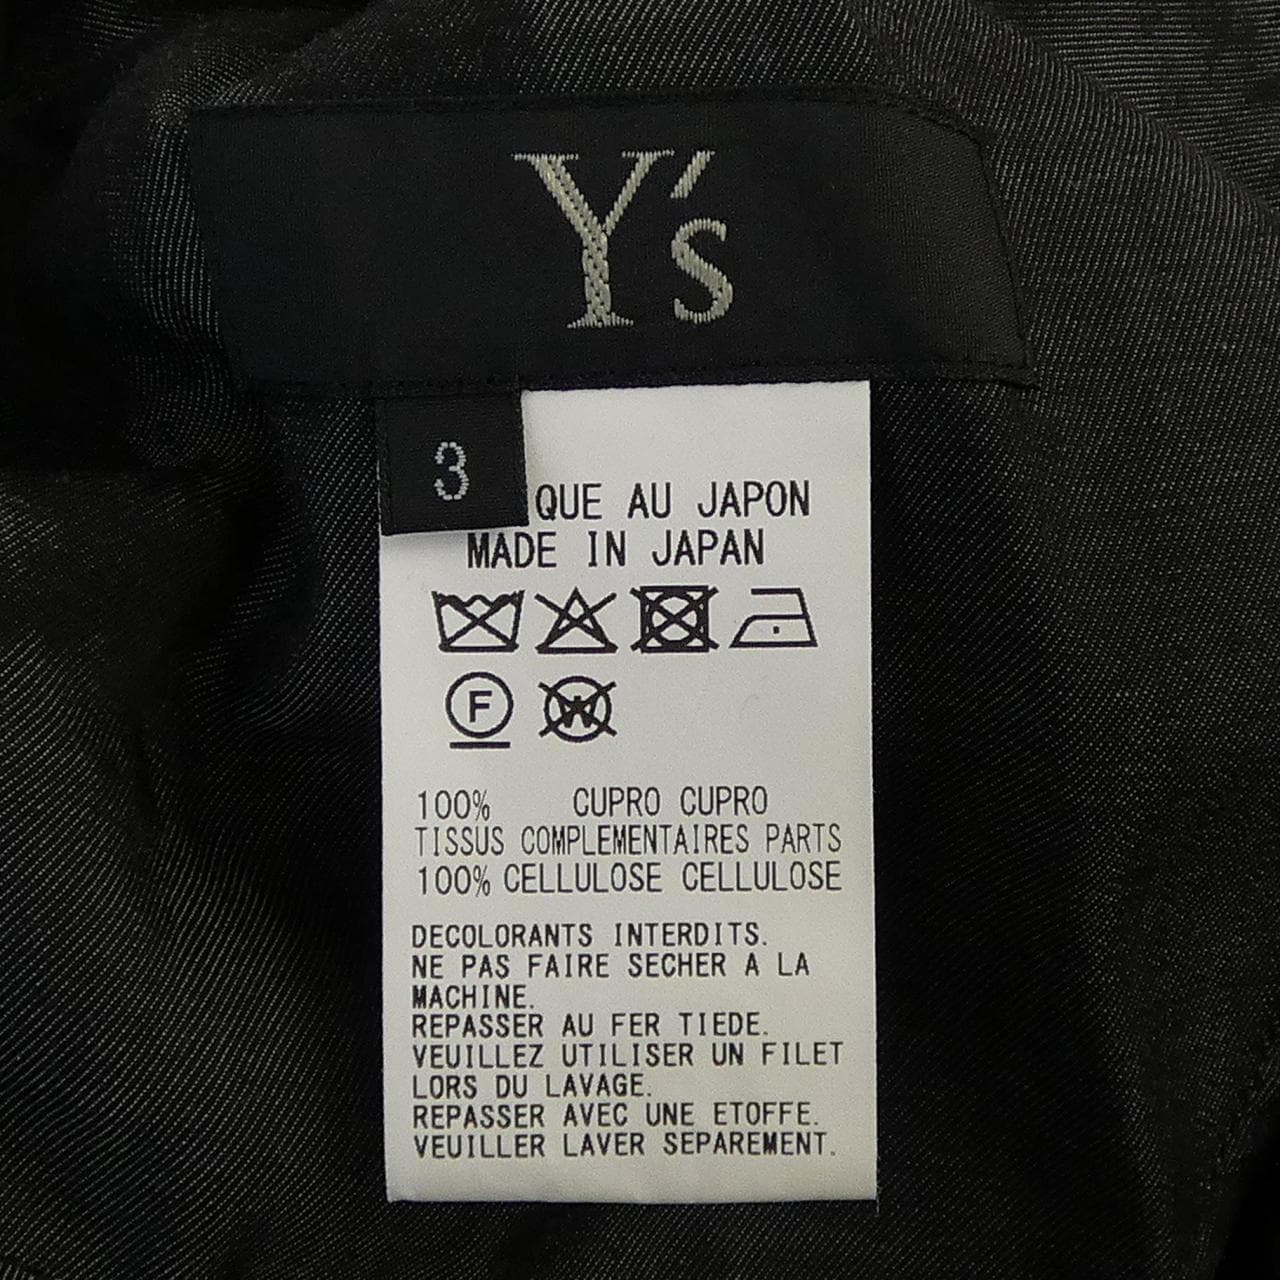 Y's
3
QUE AU JAPON
MADE IN JAPAN
F
W
100% CUPRO CUPRO
TISSUS COMPLEMENTAIRES PARTS
100% CELLULOSE CELLULOSE
DECOLORANTS INTERDITS.
NE PAS FAIRE SECHER A LA
MACHINE.
REPASSER AU FER TIEDE.
VEUILLEZ UTILISER UN FILET
LORS DU LAVAGE.
REPASSER AVEC UNE ETOFFE.
VEUILLER LAVER SEPAREMENT.